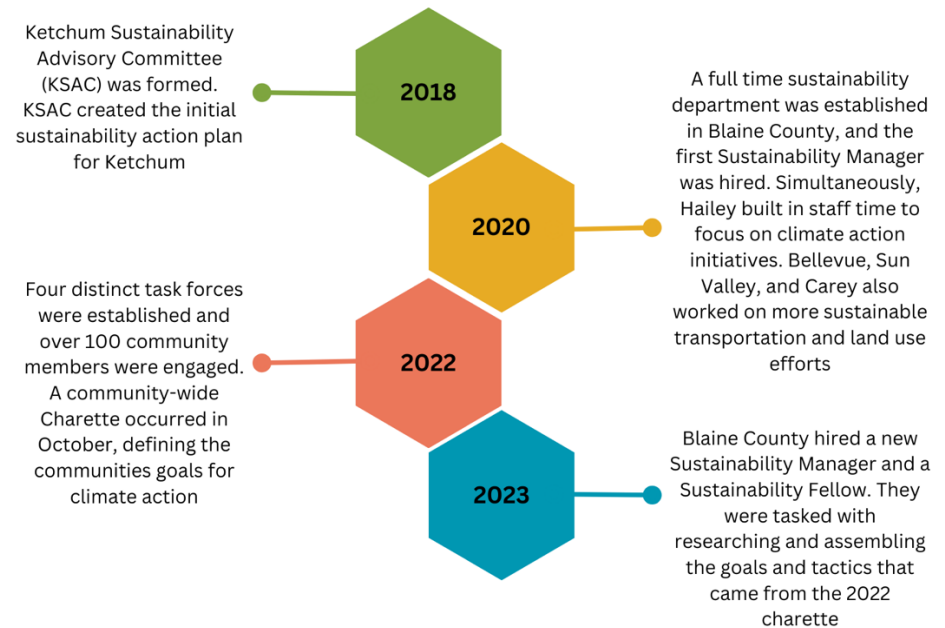 Ketchum Sustainability
Advisory Committee
(KSAC) was formed.
KSAC created the initial
sustainability action plan
for Ketchum
2018
A full time sustainability
department was established
in Blaine County, and the
first Sustainability Manager
was hired. Simultaneously,
Hailey built in staff time to
focus on climate action
initiatives. Bellevue, Sun
Valley, and Carey also
worked on more sustainable
transportation and land use
efforts
2020
Four distinct task forces
were established and
over 100 community
members were engaged.
A community-wide
Charette occurred in
October, defining the
communities goals for
climate action
2022
Blaine County hired a new
Sustainability Manager and a
Sustainability Fellow. They
were tasked with
researching and assembling
the goals and tactics that
came from the 2022
charette
2023